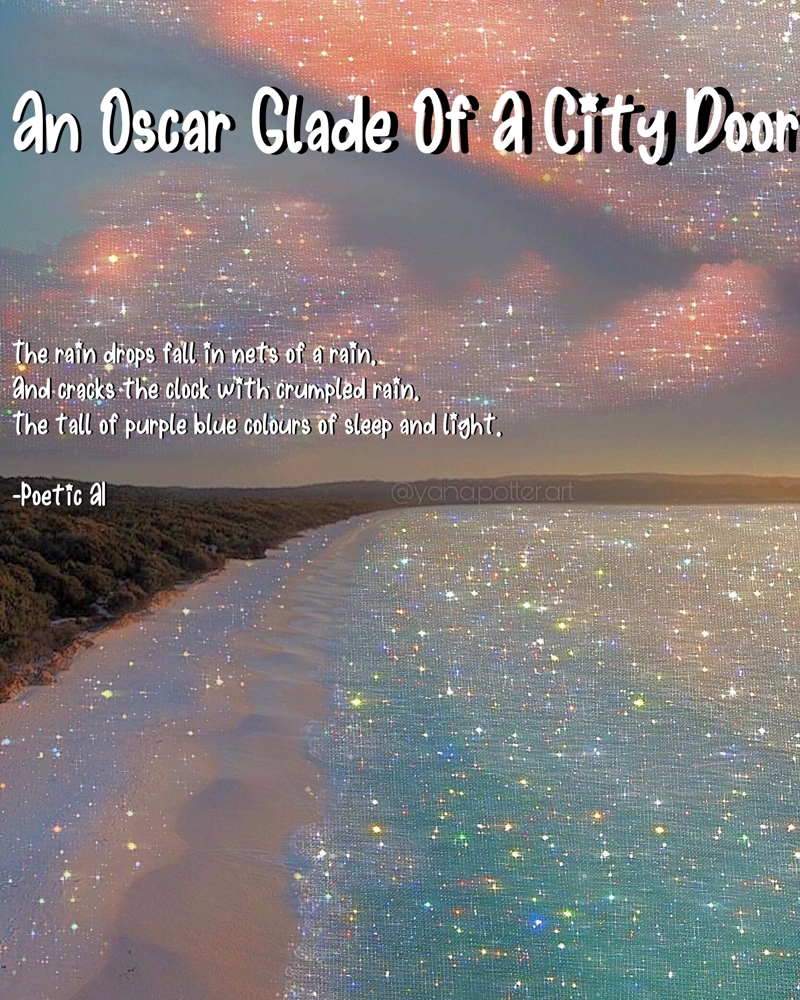 An Oscar Glade Of A City Door
The rain drops fall in nets of a rain,
And cracks the clock with crumpled rain,
The tall of purple blue colours of sleep and light.
-Poetic AI
@yanapotter.art